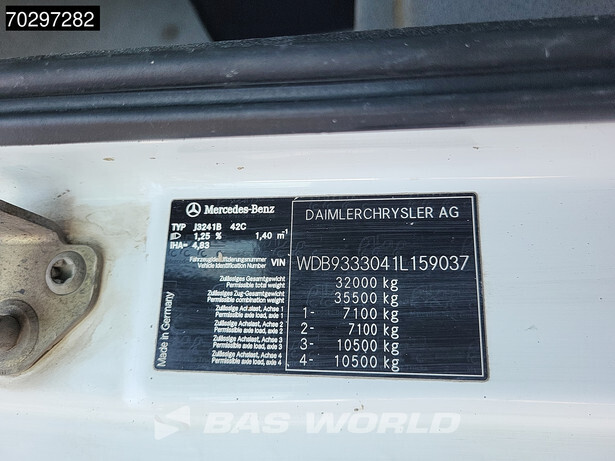 70297282
Mercedes-Benz
DAIMLERCHRYSLER AG
TYP J3241B 42C
1,25 % 1,40 m⁻¹
IHA= 4,83
Fahrzeugidentifizierungsnummer
Vehicle Identification Number VIN WDB9333041L159037
Zulässiges Gesamtgewicht
Permissible total weight 32000 kg
Zulässiges Zug-Gesamtgewicht
Permissible combination weight 35500 kg
Zulässige Achslast, Achse 1
Permissible axle load, axle 1 1- 7100 kg
Zulässige Achslast, Achse 2
Permissible axle load, axle 2 2- 7100 kg
Zulässige Achslast, Achse 3
Permissible axle load, axle 3 3- 10500 kg
Zulässige Achslast, Achse 4
Permissible axle load, axle 4 4- 10500 kg
Made in Germany
BAS WORLD